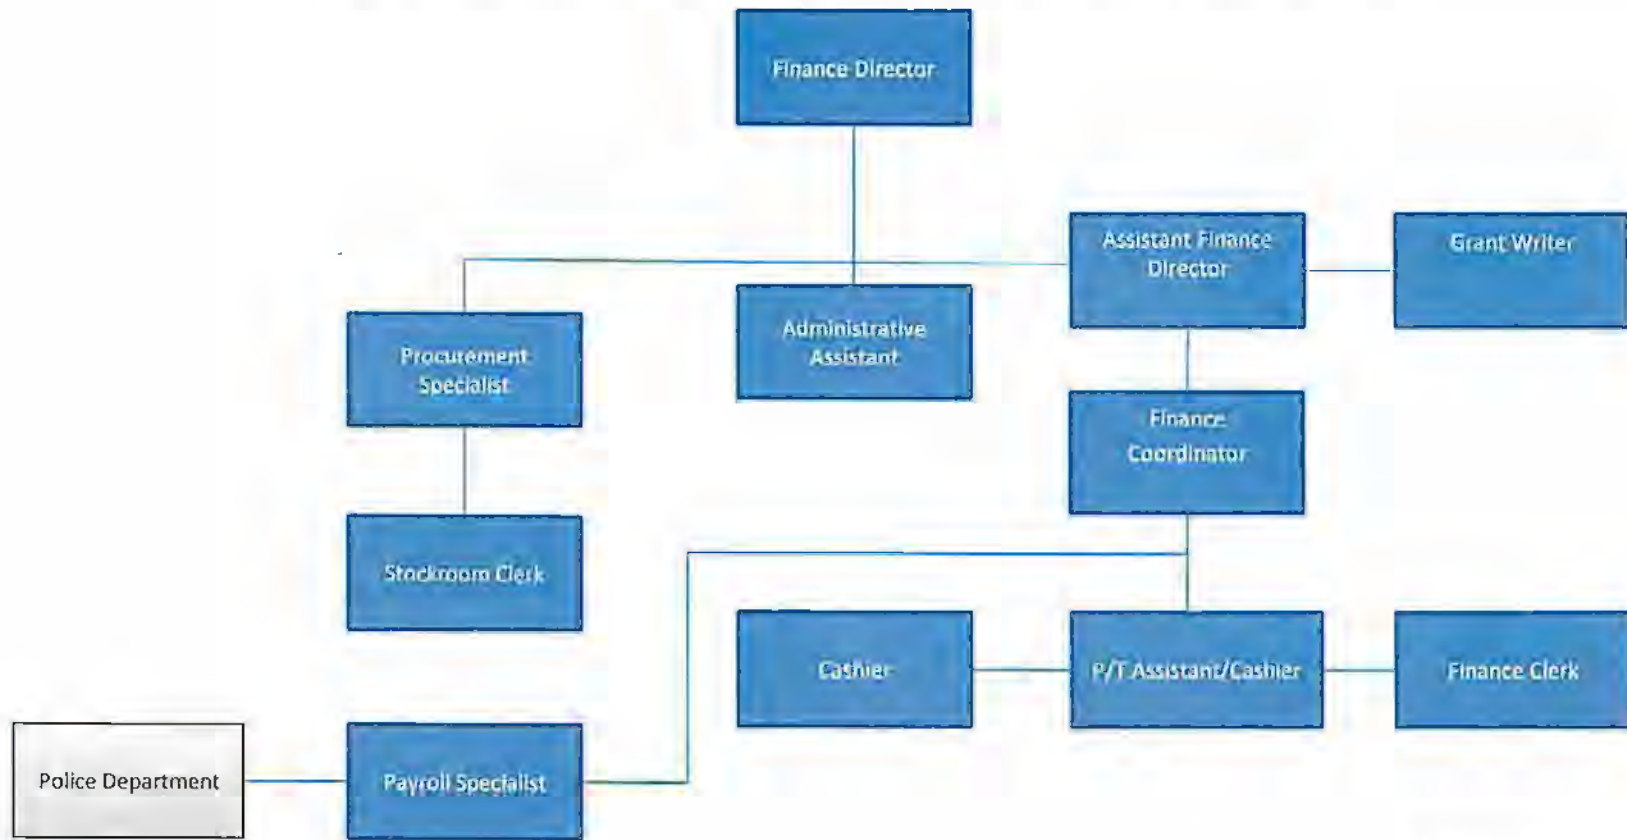 Finance Director
Assistant Finance
Director
Grant Writer
Administrative
Assistant
Procurement
Specialist
Finance
Coordinator
Stockroom Clerk
Cashier
P/T Assistant/Cashier
Finance Clerk
Police Department
Payroll Specialist